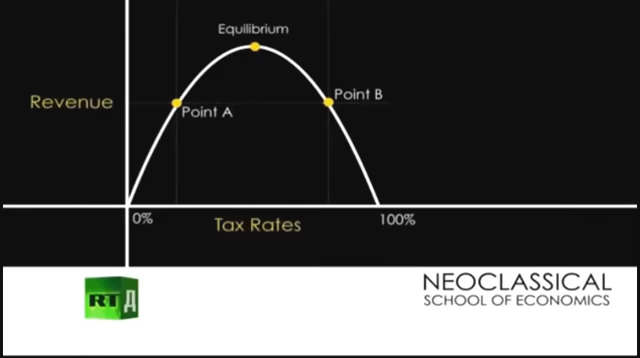 Equilibrium
Revenue
Point A
Point B
0%
Tax Rates
100%
RT Д
NEOCLASSICAL
SCHOOL OF ECONOMICS